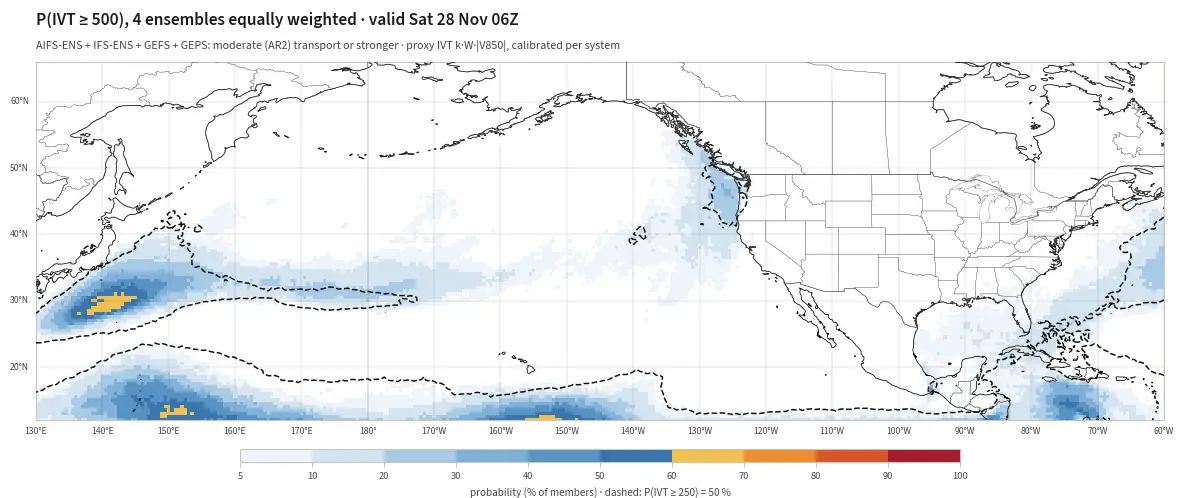 P(IVT ≥ 500), 4 ensembles equally weighted · valid Sat 28 Nov 06Z
AIFS-ENS + IFS-ENS + GEFS + GEPS: moderate (AR2) transport or stronger · proxy IVT k·W·|V850|, calibrated per system
60°N
50°N
40°N
30°N
20°N
130°E 140°E 150°E 160°E 170°E 180° 170°W 160°W 150°W 140°W 130°W 120°W 110°W 100°W 90°W 80°W 70°W 60°W
5 10 20 30 40 50 60 70 80 90 100
probability (% of members) · dashed: P(IVT ≥ 250) = 50 %